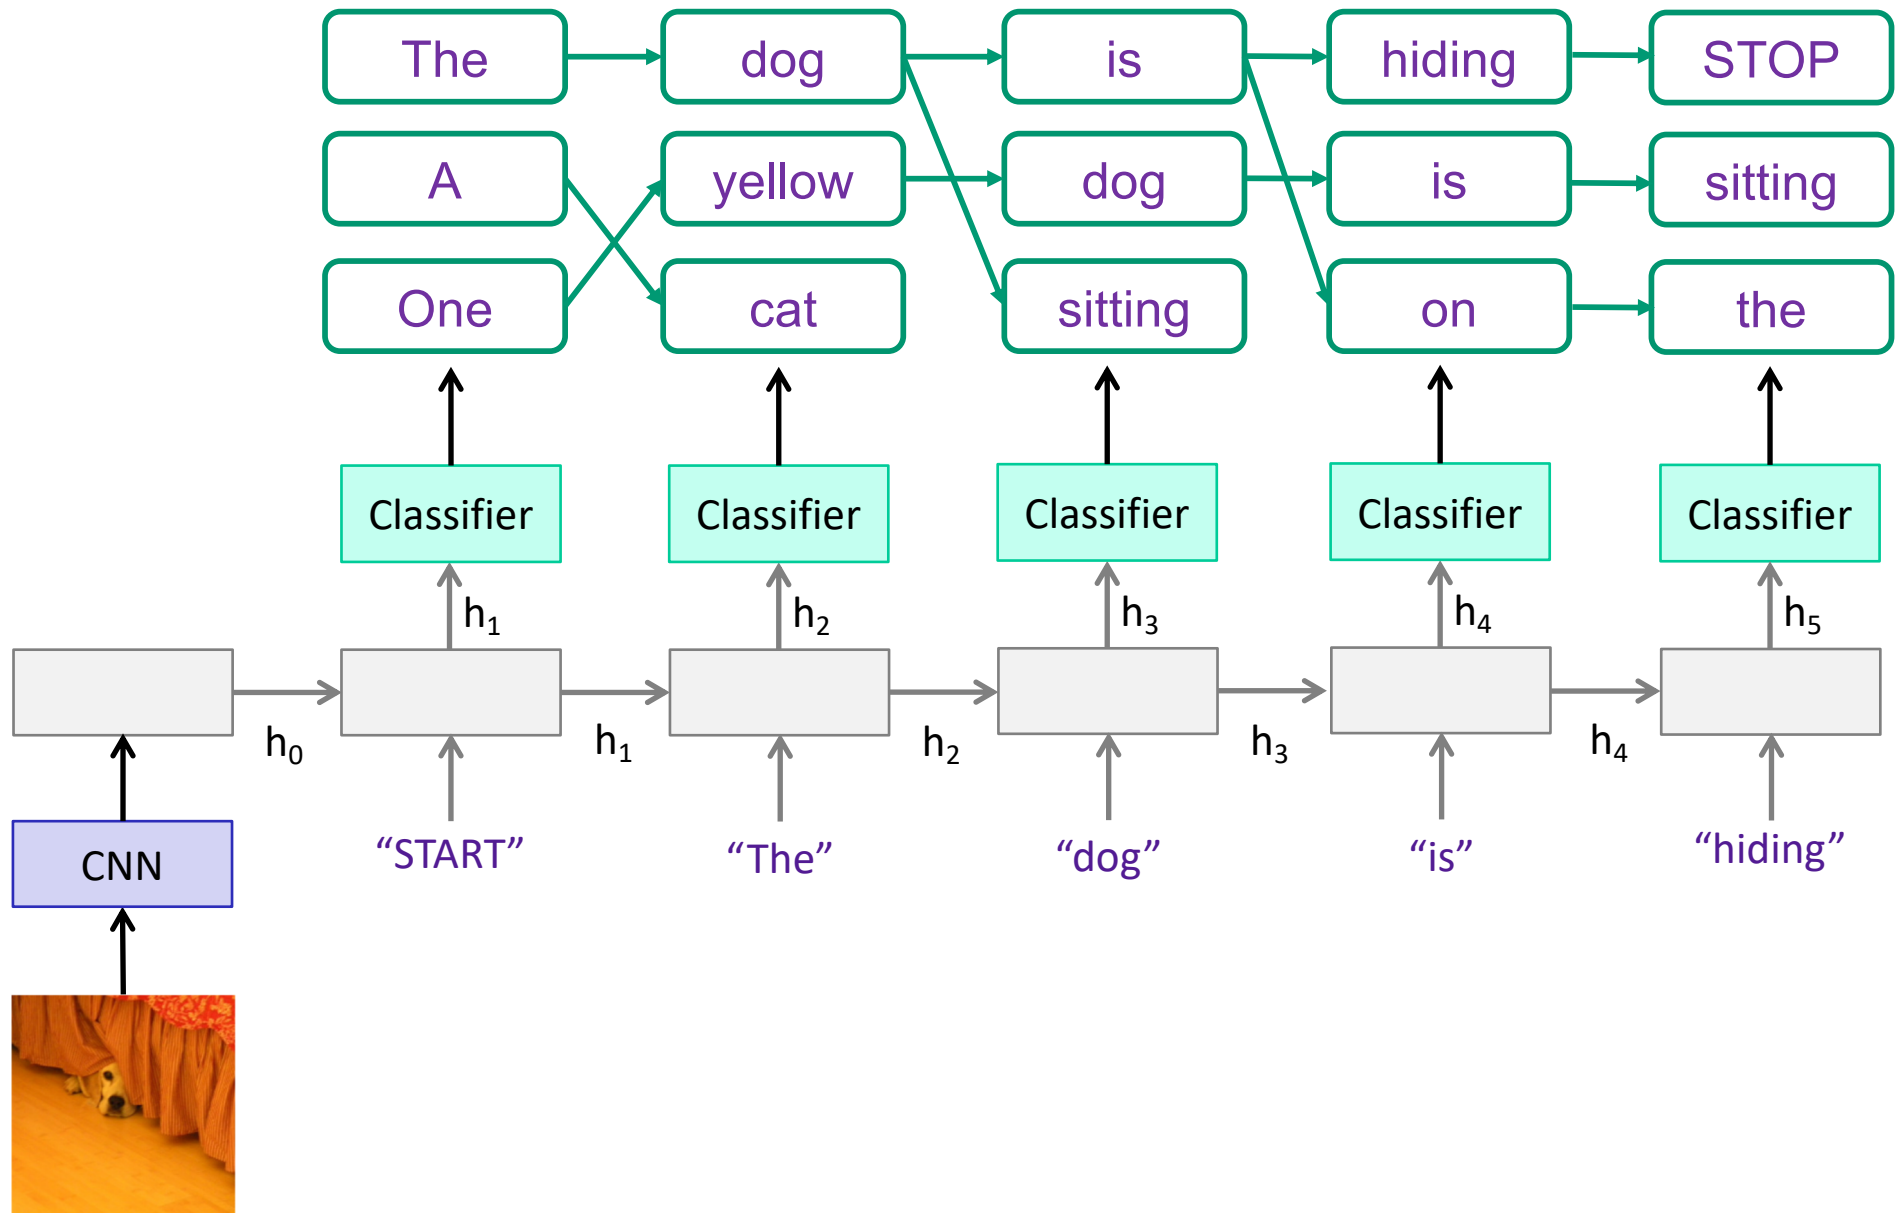 The dog is hiding STOP
A yellow dog is sitting
One cat sitting on the
Classifier Classifier Classifier Classifier Classifier
h₁ h₂ h₃ h₄ h₅
h₀ h₁ h₂ h₃ h₄
CNN “START” “The” “dog” “is” “hiding”